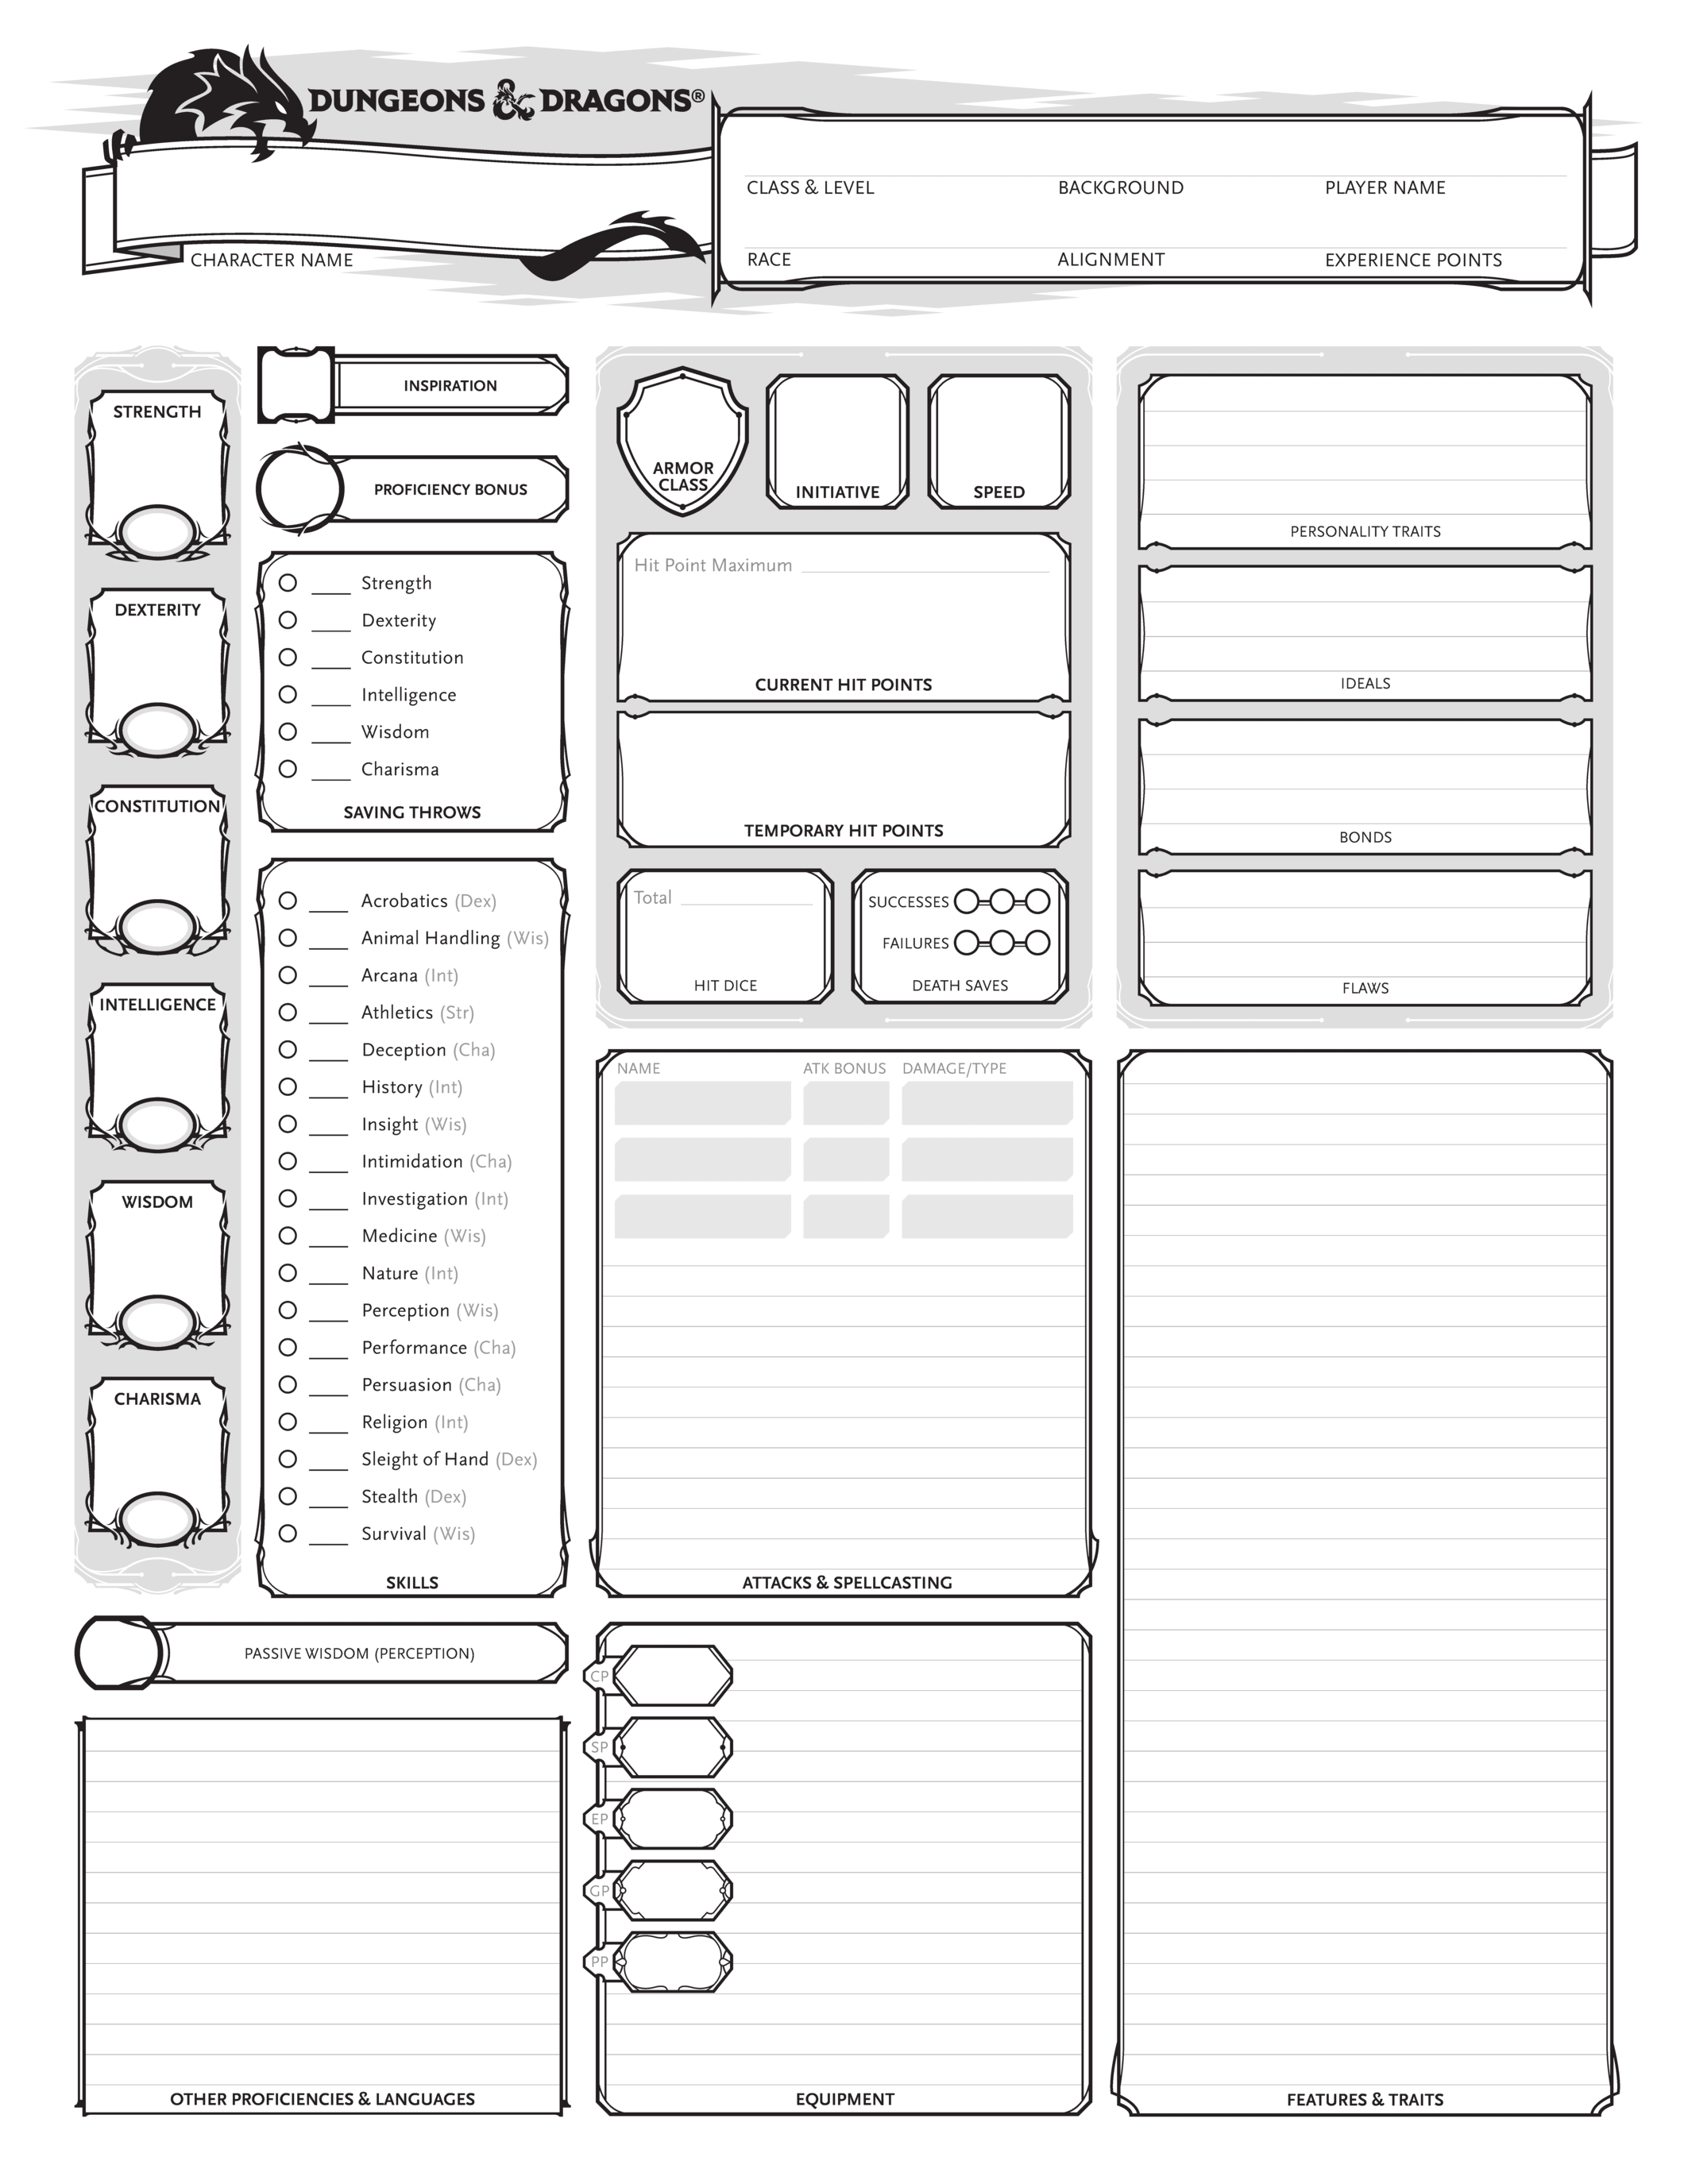 DUNGEONS & DRAGONS®
CHARACTER NAME
CLASS & LEVEL
BACKGROUND
PLAYER NAME
RACE
ALIGNMENT
EXPERIENCE POINTS
STRENGTH
DEXTERITY
CONSTITUTION
INTELLIGENCE
WISDOM
CHARISMA
INSPIRATION
PROFICIENCY BONUS
Strength
Dexterity
Constitution
Intelligence
Wisdom
Charisma
SAVING THROWS
Acrobatics (Dex)
Animal Handling (Wis)
Arcana (Int)
Athletics (Str)
Deception (Cha)
History (Int)
Insight (Wis)
Intimidation (Cha)
Investigation (Int)
Medicine (Wis)
Nature (Int)
Perception (Wis)
Performance (Cha)
Persuasion (Cha)
Religion (Int)
Sleight of Hand (Dex)
Stealth (Dex)
Survival (Wis)
SKILLS
PASSIVE WISDOM (PERCEPTION)
OTHER PROFICIENCIES & LANGUAGES
ARMOR
CLASS
INITIATIVE
SPEED
Hit Point Maximum
CURRENT HIT POINTS
TEMPORARY HIT POINTS
Total
HIT DICE
SUCCESSES
FAILURES
DEATH SAVES
NAME
ATK BONUS
DAMAGE/TYPE
ATTACKS & SPELLCASTING
CP
SP
EP
GP
PP
EQUIPMENT
PERSONALITY TRAITS
IDEALS
BONDS
FLAWS
FEATURES & TRAITS